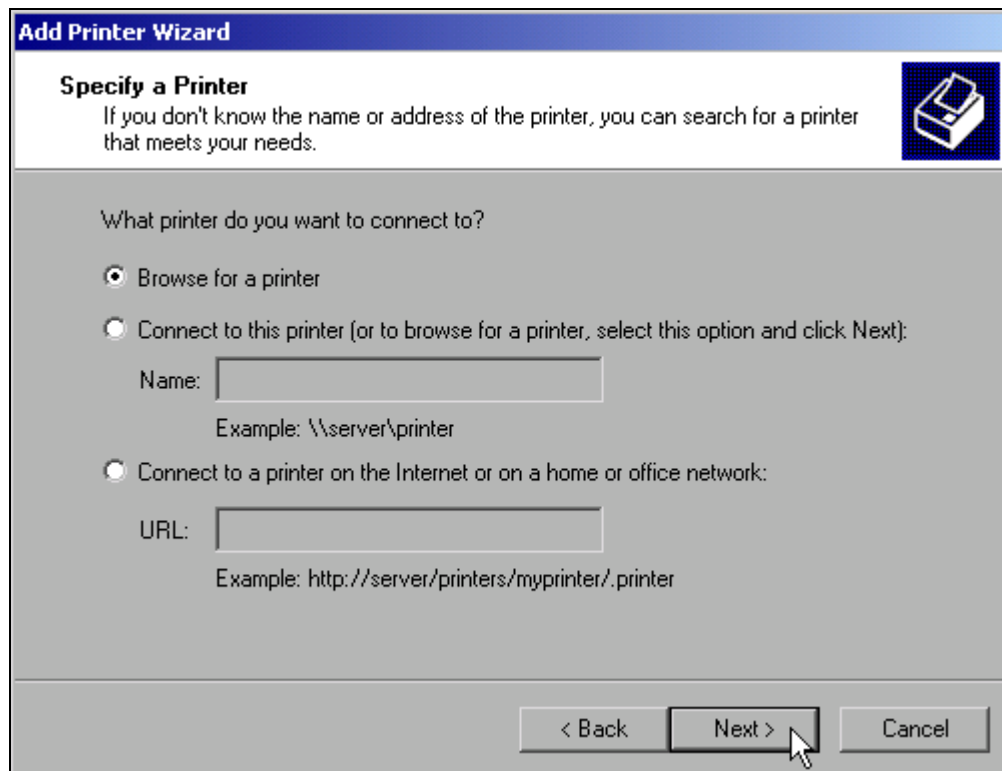 Add Printer Wizard
Specify a Printer
If you don't know the name or address of the printer, you can search for a printer
that meets your needs.
What printer do you want to connect to?
Browse for a printer
Connect to this printer (or to browse for a printer, select this option and click Next):
Name:
Example: \\server\printer
Connect to a printer on the Internet or on a home or office network:
URL:
Example: http://server/printers/myprinter/.printer
< Back Next > Cancel